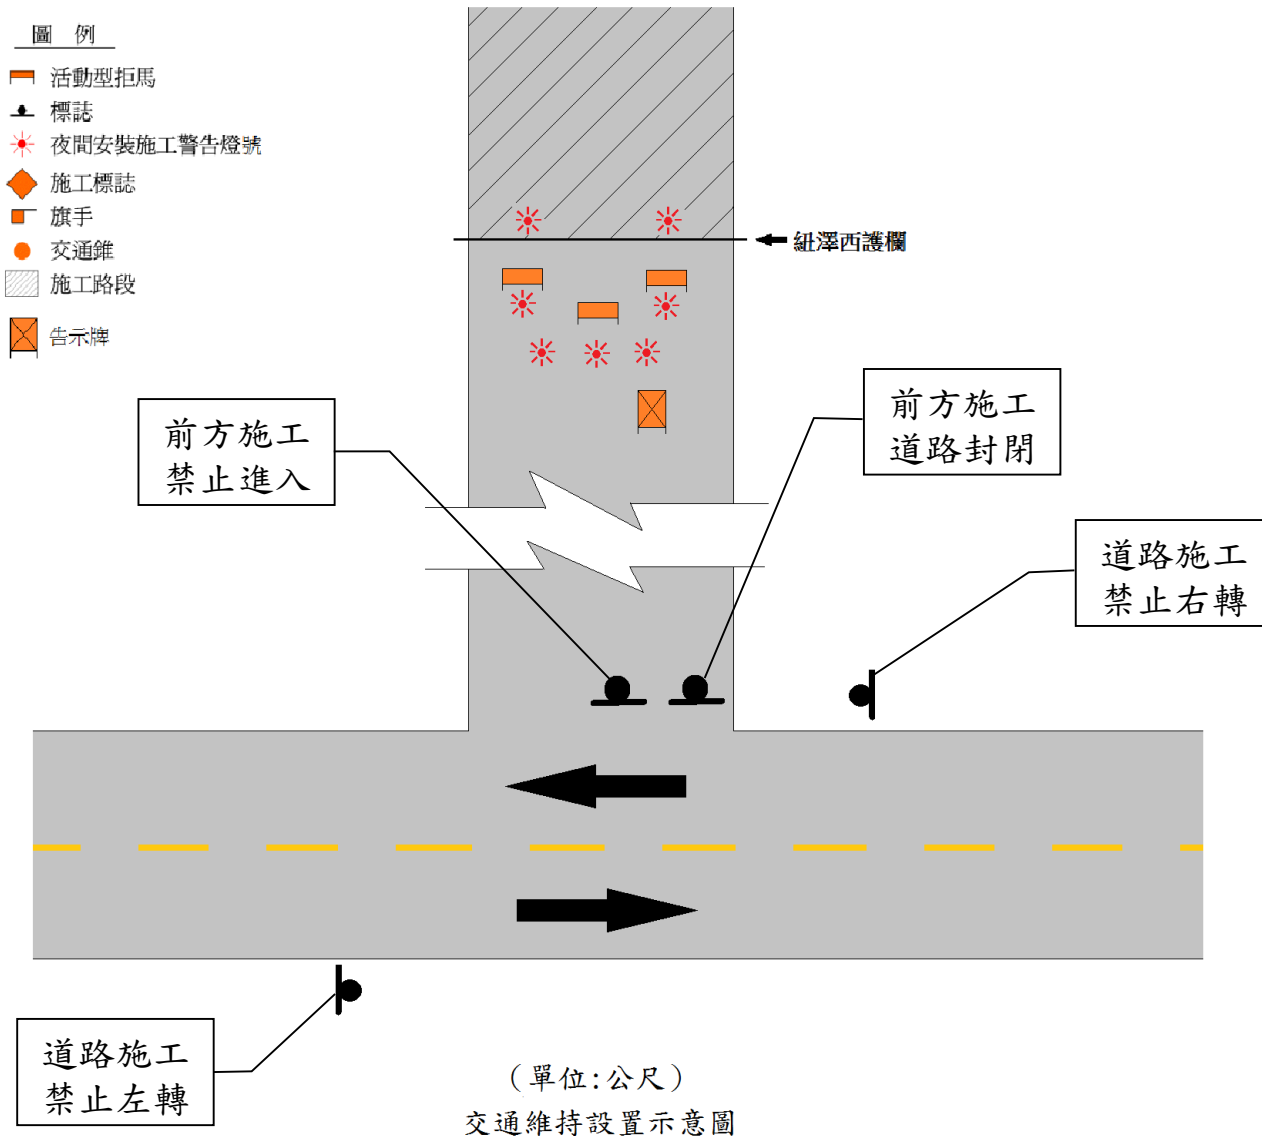 圖 例
活動型拒馬
標誌
夜間安裝施工警告燈號
施工標誌
旗手
交通錐
施工路段
告示牌
紐澤西護欄
前方施工
禁止進入
前方施工
道路封閉
道路施工
禁止右轉
道路施工
禁止左轉
(單位:公尺)
交通維持設置示意圖